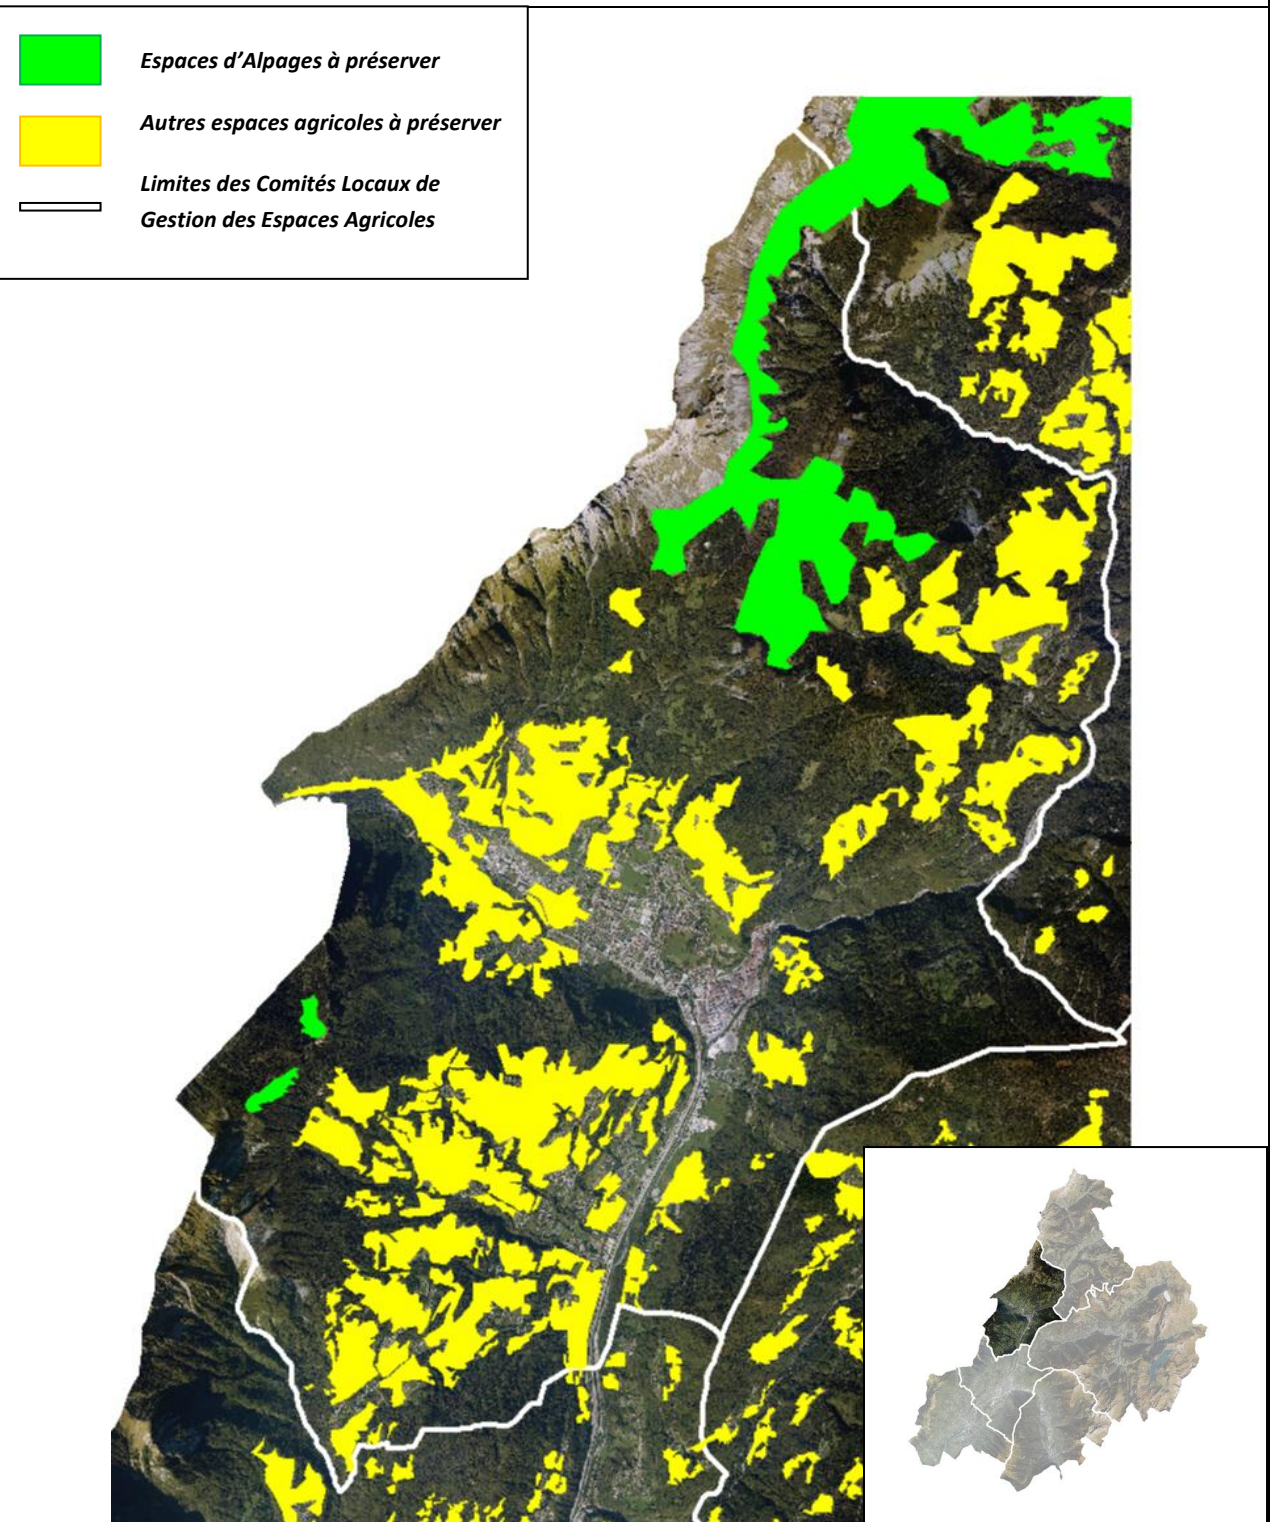 Espaces d’Alpages à préserver
Autres espaces agricoles à préserver
Limites des Comités Locaux de
Gestion des Espaces Agricoles